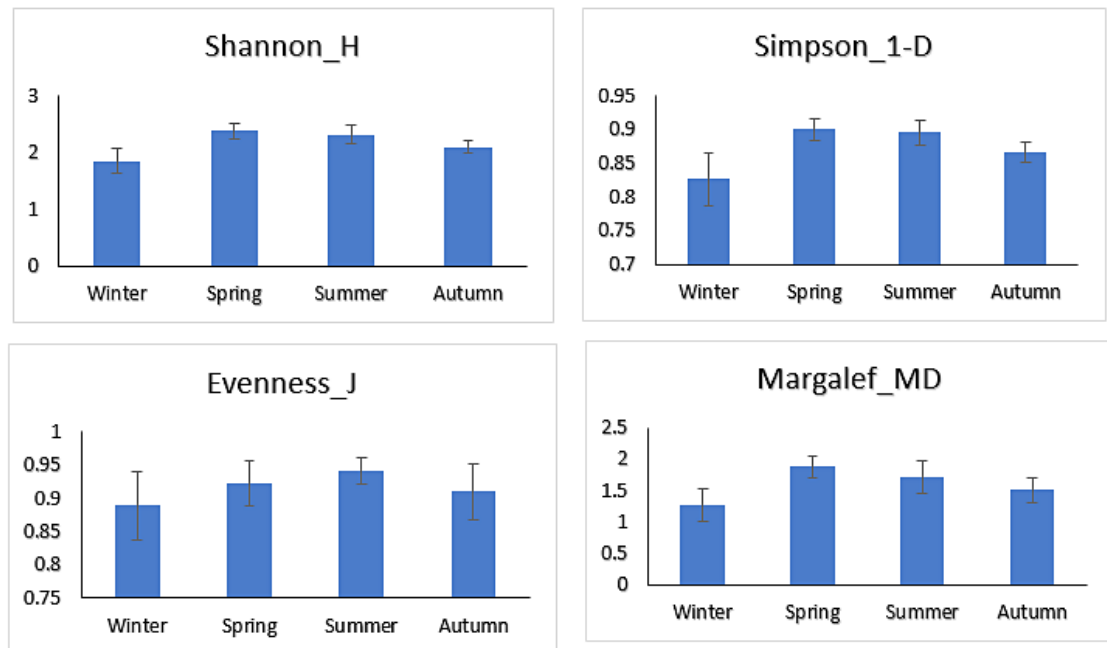 Shannon_H
3
2
1
0
Winter Spring Summer Autumn
Simpson_1-D
0.95
0.9
0.85
0.8
0.75
0.7
Winter Spring Summer Autumn
Evenness_J
1
0.95
0.9
0.85
0.8
0.75
Winter Spring Summer Autumn
Margalef_MD
2.5
2
1.5
1
0.5
0
Winter Spring Summer Autumn